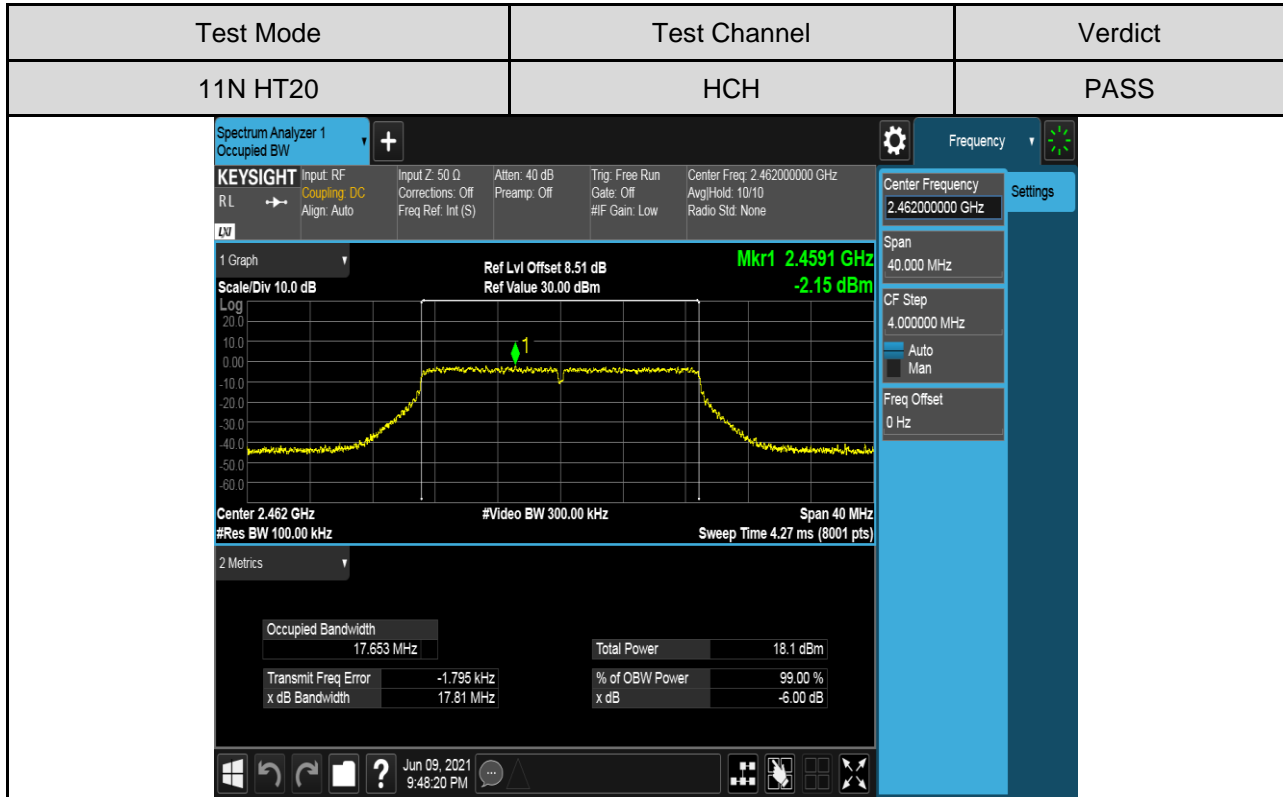 Test Mode Test Channel Verdict
11N HT20 HCH PASS
Spectrum Analyzer 1
Occupied BW
+
Frequency
KEYSIGHT Input: RF Input Z: 50 Ω Atten: 40 dB Trig: Free Run Center Freq: 2.462000000 GHz
RL Coupling: DC Corrections: Off Preamp: Off Gate: Off Avg|Hold: 10/10
Align: Auto Freq Ref: Int (S) #IF Gain: Low Radio Std: None
LXI
Center Frequency
2.462000000 GHz
Settings
Span
40.000 MHz
CF Step
4.000000 MHz
Auto
Man
Freq Offset
0 Hz
1 Graph
Ref Lvl Offset 8.51 dB
Mkr1 2.4591 GHz
Scale/Div 10.0 dB Ref Value 30.00 dBm -2.15 dBm
Log
20.0
10.0
1
0.00
-10.0
-20.0
-30.0
-40.0
-50.0
-60.0
Center 2.462 GHz #Video BW 300.00 kHz Span 40 MHz
#Res BW 100.00 kHz Sweep Time 4.27 ms (8001 pts)
2 Metrics
Occupied Bandwidth
17.653 MHz
Total Power 18.1 dBm
Transmit Freq Error -1.795 kHz % of OBW Power 99.00 %
x dB Bandwidth 17.81 MHz x dB -6.00 dB
? Jun 09, 2021
9:48:20 PM